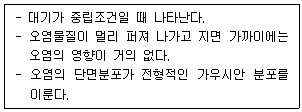 - 대기가 중립조건일 때 나타난다.
- 오염물질이 멀리 퍼져 나가고 지면 가까이에는
오염의 영향이 거의 없다.
- 오염의 단면분포가 전형적인 가우시안 분포를
이룬다.